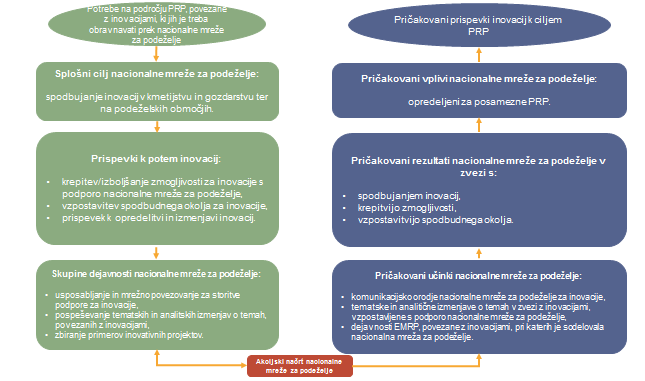 Potrebe na področju PRP, povezane
z inovacijami, ki jih je treba
obravnavati prek nacionalne mreže
za podeželje
Splošni cilj nacionalne mreže za podeželje:
spodbujanje inovacij v kmetijstvu in gozdarstvu ter
na podeželskih območjih.
Prispevki k potem inovacij:
• krepitev/izboljšanje zmogljivosti za inovacije s
podporo nacionalne mreže za podeželje,
• vzpostavitev spodbudnega okolja za inovacije,
• prispevek k opredelitvi in izmenjavi inovacij.
Skupine dejavnosti nacionalne mreže za podeželje:
• usposabljanje in mrežno povezovanje za storitve
podpore za inovacije,
• pospeševanje tematskih in analitskih izmenjav o temah,
povezanih z inovacijami,
• zbiranje primerov inovativnih projektov.
Akcijski načrt nacionalne
mreže za podeželje
Pričakovani prispevki inovacij k ciljem
PRP
Pričakovani vplivi nacionalne mreže za podeželje:
opredeljeni za posamezne PRP.
Pričakovani rezultati nacionalne mreže za podeželje v
zvezi s:
• spodbujanjem inovacij,
• krepitvijo zmogljivosti,
• vzpostavitvijo spodbudnega okolja.
Pričakovani učinki nacionalne mreže za podeželje:
• komunikacijsko orodje nacionalne mreže za podeželje za inovacije,
• tematske in analitične izmenjave o temah v zvezi z inovacijami,
vzpostavljene s podporo nacionalne mreže za podeželje,
• dejavnosti EMRP, povezane z inovacijami, pri katerih je sodelovala
nacionalna mreža za podeželje.